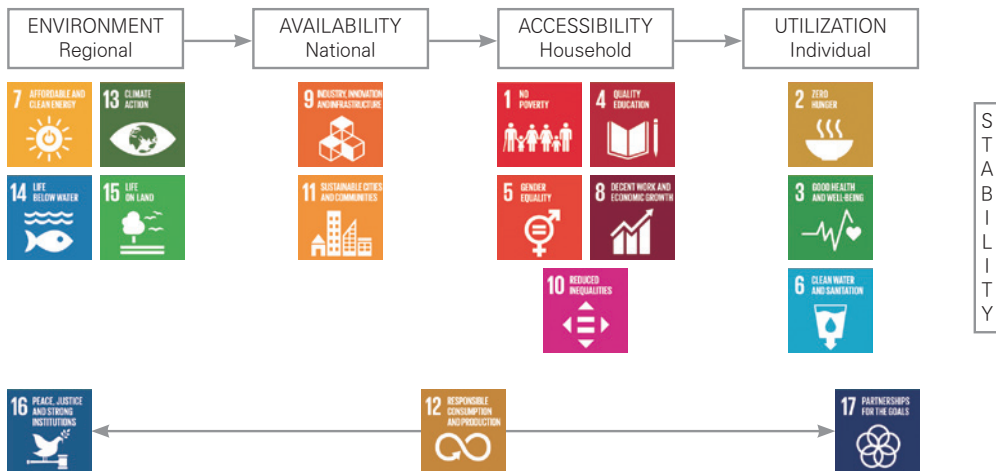 ENVIRONMENT
Regional
AVAILABILITY
National
ACCESSIBILITY
Household
UTILIZATION
Individual
7 AFFORDABLE AND
CLEAN ENERGY
13 CLIMATE
ACTION
9 INDUSTRY, INNOVATION
AND INFRASTRUCTURE
1 NO
POVERTY
4 QUALITY
EDUCATION
2 ZERO
HUNGER
14 LIFE
BELOW WATER
15 LIFE
ON LAND
11 SUSTAINABLE CITIES
AND COMMUNITIES
5 GENDER
EQUALITY
8 DECENT WORK AND
ECONOMIC GROWTH
3 GOOD HEALTH
AND WELL-BEING
10 REDUCED
INEQUALITIES
6 CLEAN WATER
AND SANITATION
S
T
A
B
I
L
I
T
Y
16 PEACE, JUSTICE
AND STRONG
INSTITUTIONS
12 RESPONSIBLE
CONSUMPTION
AND PRODUCTION
17 PARTNERSHIPS
FOR THE GOALS